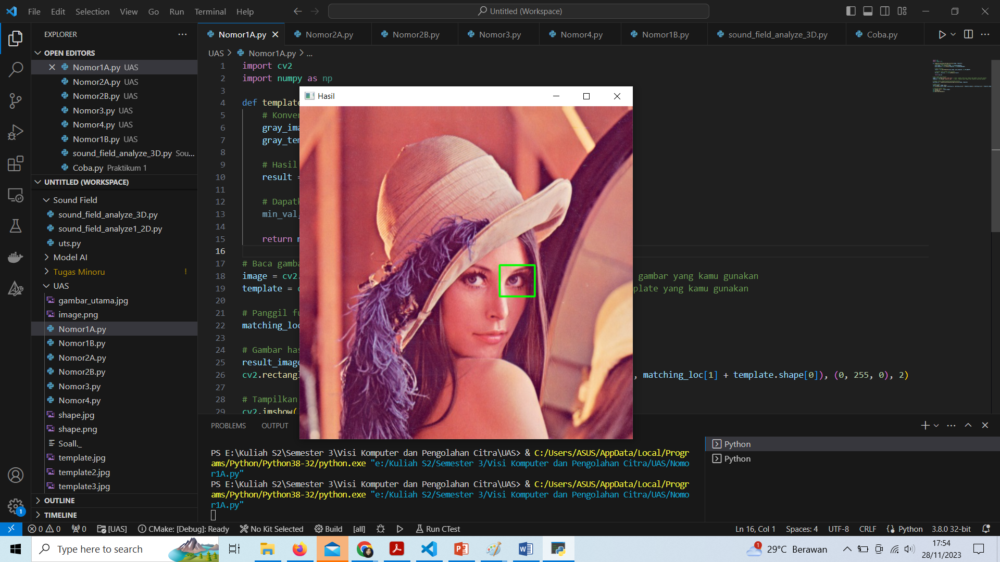 File Edit Selection View Go Run Terminal Help
Untitled (Workspace)
EXPLORER
OPEN EDITORS
Nomor1A.py UAS
Nomor2A.py UAS
Nomor2B.py UAS
Nomor3.py UAS
Nomor4.py UAS
Nomor1B.py UAS
sound_field_analyze_3D.py Sou...
Coba.py Praktikum 1
UNTITLED (WORKSPACE)
Sound Field
sound_field_analyze_3D.py
sound_field_analyze1_2D.py
uts.py
Model AI
Tugas Minoru !
UAS
gambar_utama.jpg
image.png
Nomor1A.py
Nomor1B.py
Nomor2A.py
Nomor2B.py
Nomor3.py
Nomor4.py
shape.jpg
shape.png
Soall._
template.jpg
template2.jpg
template3.jpg
OUTLINE
TIMELINE
Nomor1A.py Nomor2A.py Nomor2B.py Nomor3.py Nomor4.py Nomor1B.py sound_field_analyze_3D.py Coba.py
UAS > Nomor1A.py > ...
1 import cv2
2 import numpy as np
3
4 def template
5 # Konver
6 gray_ima
7 gray_tem
8
9 # Hasil
10 result =
11
12 # Dapatk
13 min_val,
14
15 return m
16
17 # Baca gamba
18 image = cv2. gambar yang kamu gunakan
19 template = c plate yang kamu gunakan
20
21 # Panggil fu
22 matching_loc
23
24 # Gambar has
25 result_image
26 cv2.rectangl , matching_loc[1] + template.shape[0]), (0, 255, 0), 2)
27
28 # Tampilkan
29 cv2.imshow(
Hasil
PROBLEMS OUTPUT
PS E:\Kuliah S2\Semester 3\Visi Komputer dan Pengolahan Citra\UAS> & C:/Users/ASUS/AppData/Local/Progr
ams/Python/Python38-32/python.exe "e:/Kuliah S2/Semester 3/Visi Komputer dan Pengolahan Citra/UAS/Nomo
r1A.py"
PS E:\Kuliah S2\Semester 3\Visi Komputer dan Pengolahan Citra\UAS> & C:/Users/ASUS/AppData/Local/Progr
ams/Python/Python38-32/python.exe "e:/Kuliah S2/Semester 3/Visi Komputer dan Pengolahan Citra/UAS/Nomo
r1A.py"
Python
Python
1
0 0 0 [UAS] CMake: [Debug]: Ready No Kit Selected Build [all] Run CTest Ln 16, Col 1 Spaces: 4 UTF-8 CRLF Python 3.8.0 32-bit
Type here to search
1 29°C Berawan
17:54
28/11/2023